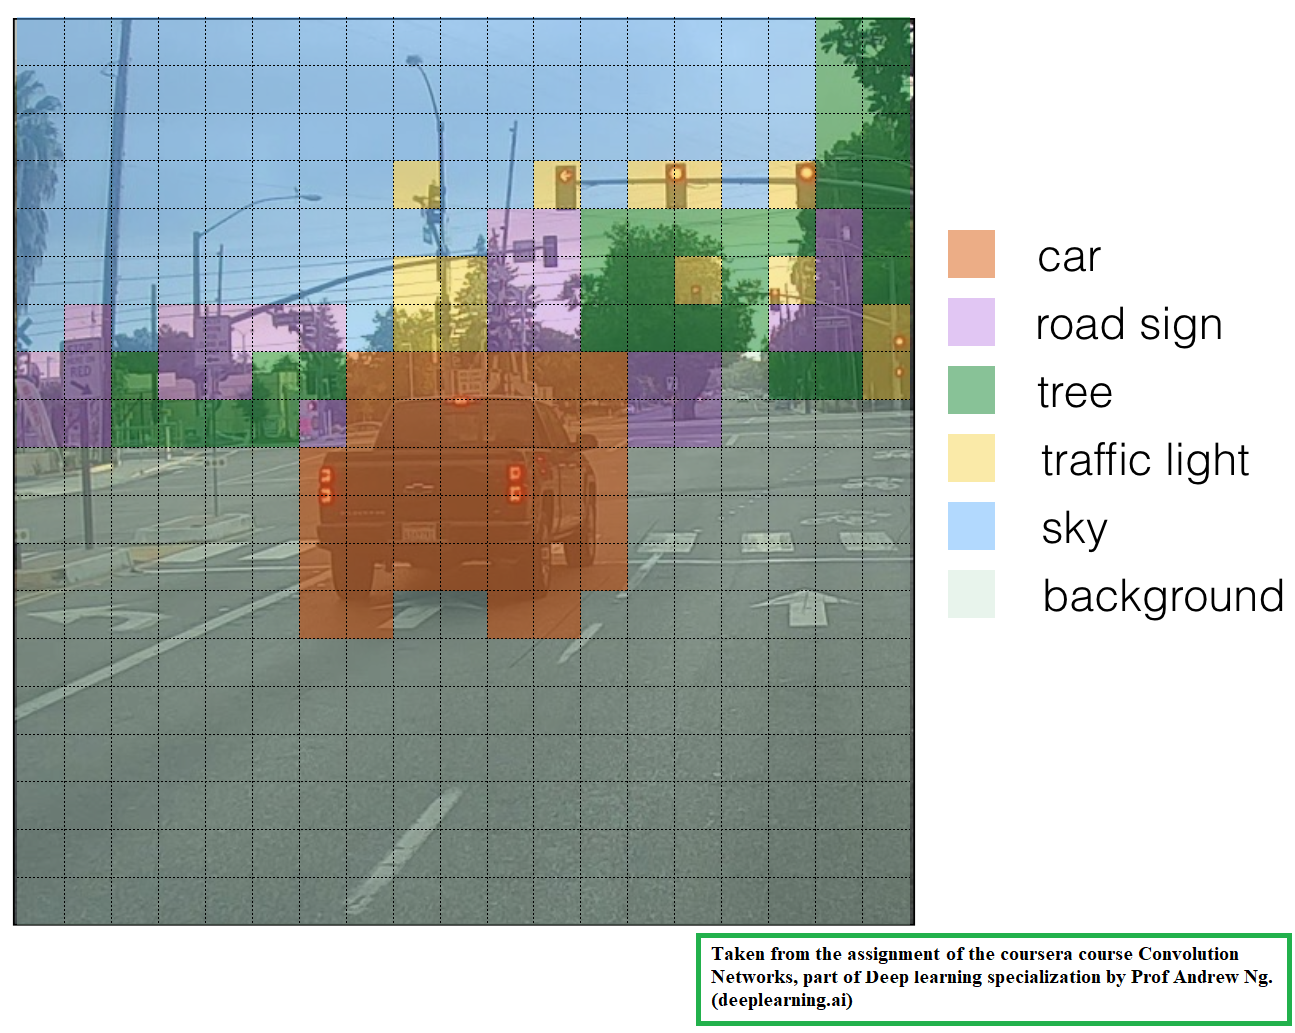 car
road sign
tree
traffic light
sky
background
RED
Taken from the assignment of the coursera course Convolution
Networks, part of Deep learning specialization by Prof Andrew Ng.
(deeplearning.ai)